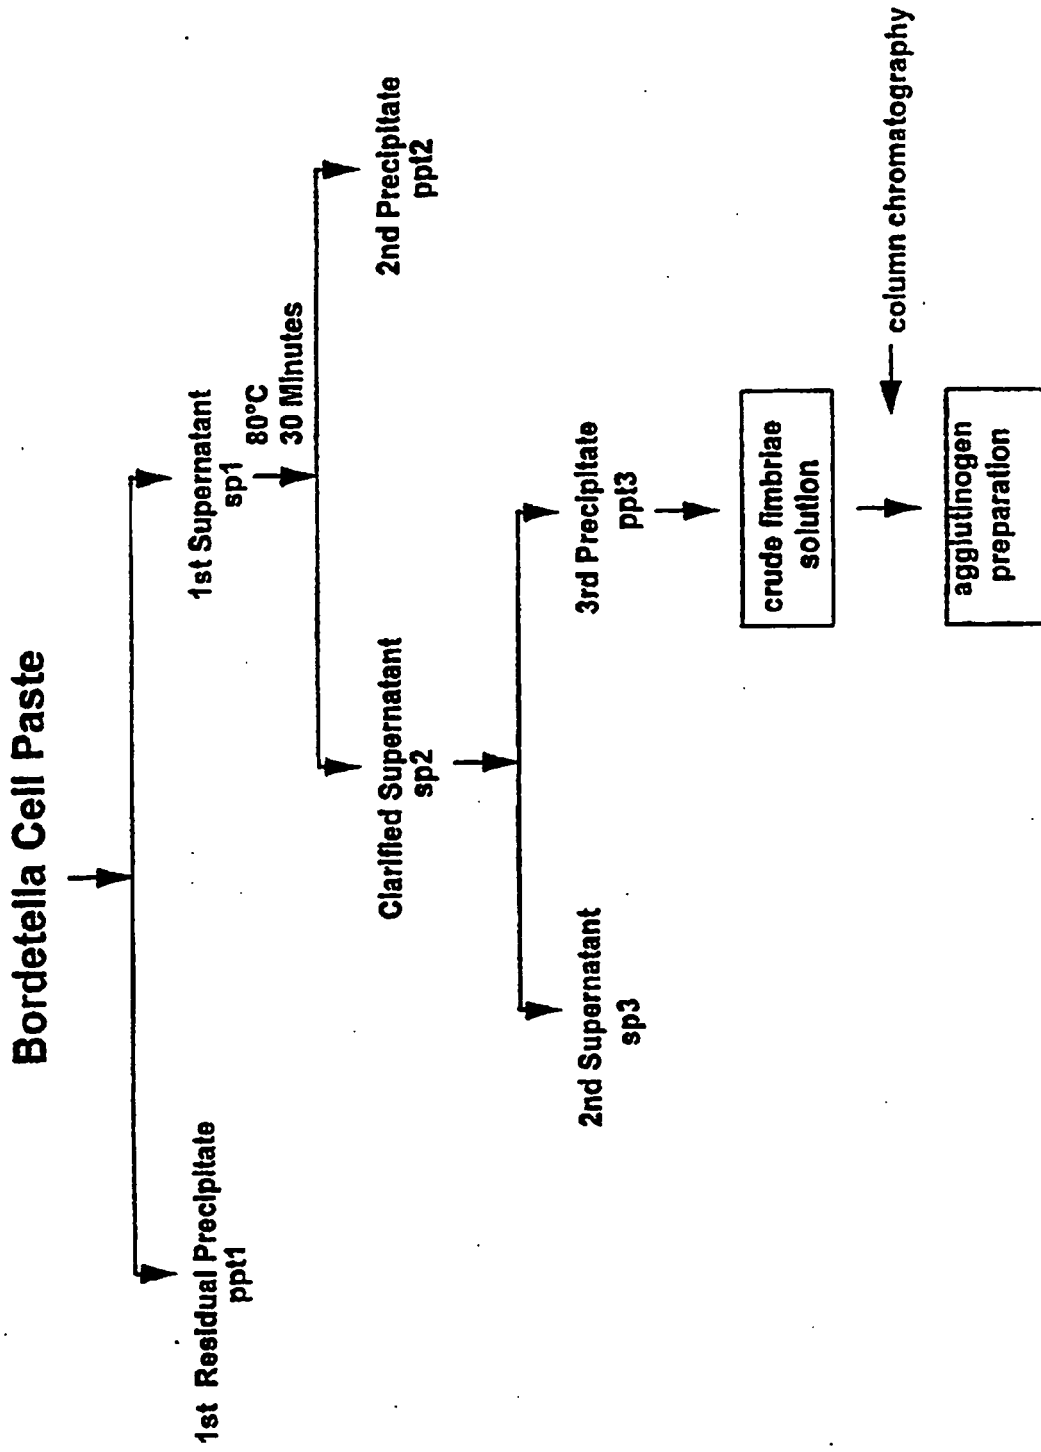 Bordetella Cell Paste
1st Residual Precipitate
ppt1
1st Supernatant
sp1
80°C
30 Minutes
Clarified Supernatant
sp2
2nd Precipitate
ppt2
2nd Supernatant
sp3
3rd Precipitate
ppt3
crude fimbriae
solution
column chromatography
agglutinogen
preparation